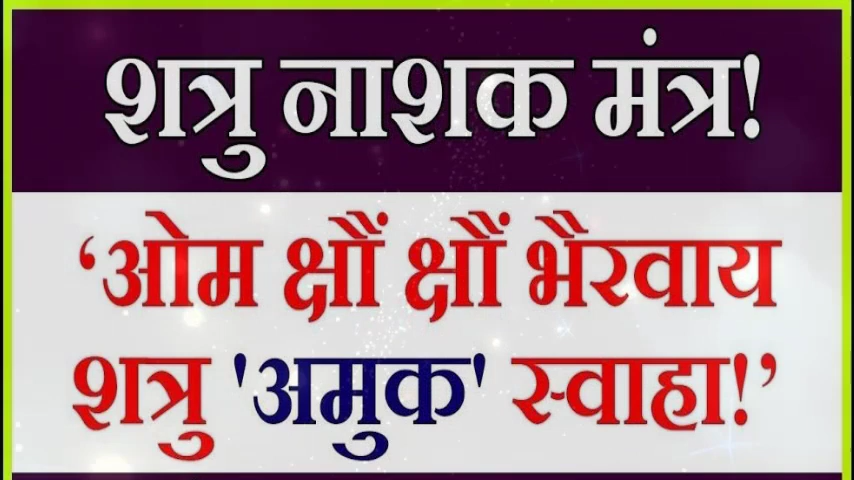 शत्रु नाशक मंत्र!
‘ओम क्षौं क्षौं भैरवाय
शत्रु 'अमुक' स्वाहा!’